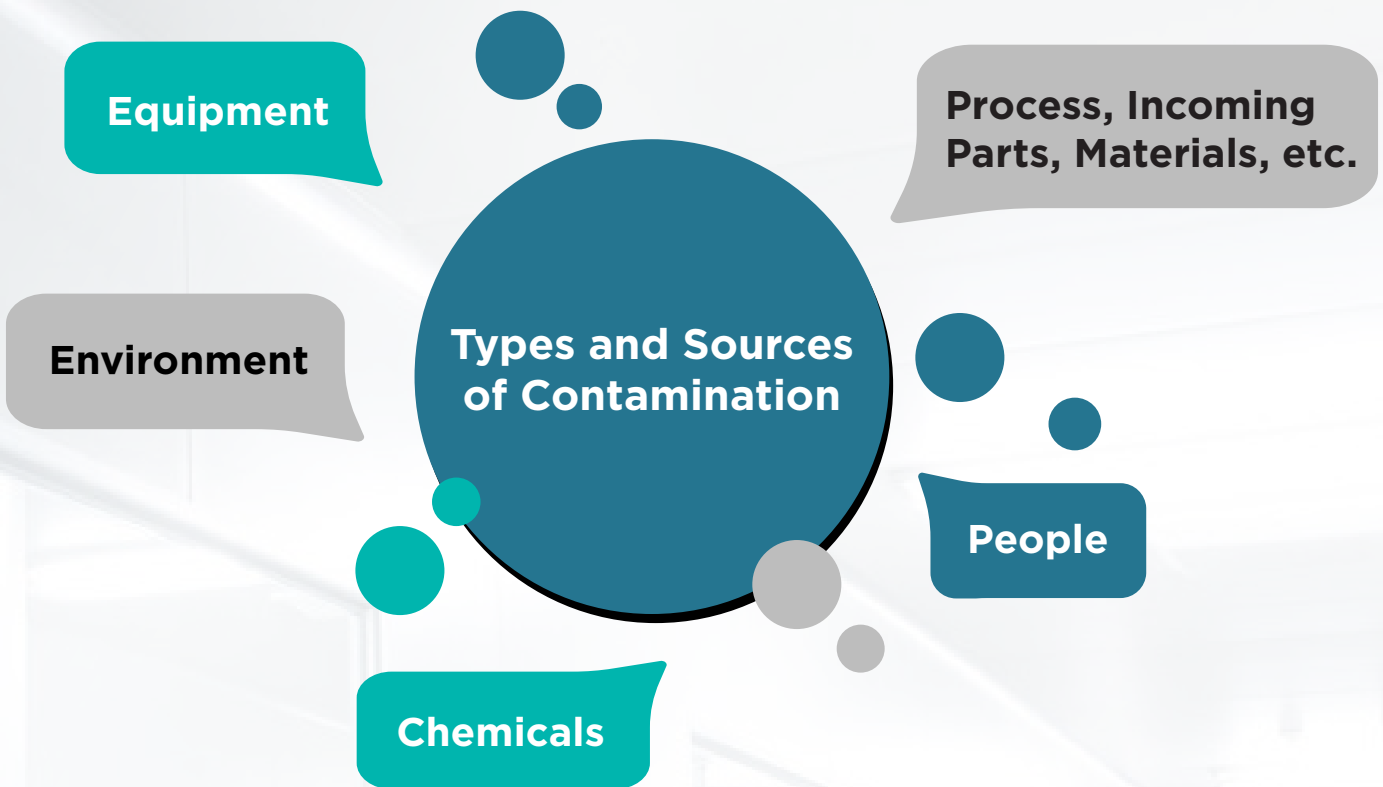 Equipment
Process, Incoming
Parts, Materials, etc.
Environment
Types and Sources
of Contamination
People
Chemicals